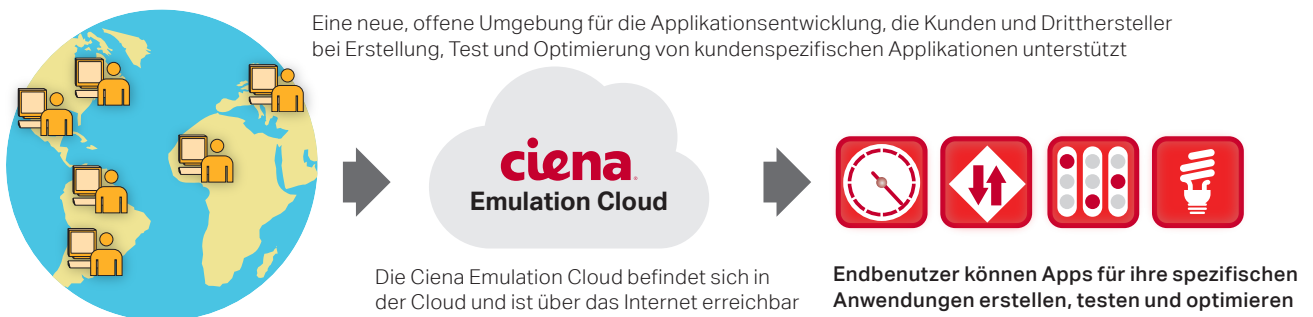 Eine neue, offene Umgebung für die Applikationsentwicklung, die Kunden und Dritthersteller
bei Erstellung, Test und Optimierung von kundenspezifischen Applikationen unterstützt
ciena
Emulation Cloud
Die Ciena Emulation Cloud befindet sich in
der Cloud und ist über das Internet erreichbar
Endbenutzer können Apps für ihre spezifischen
Anwendungen erstellen, testen und optimieren